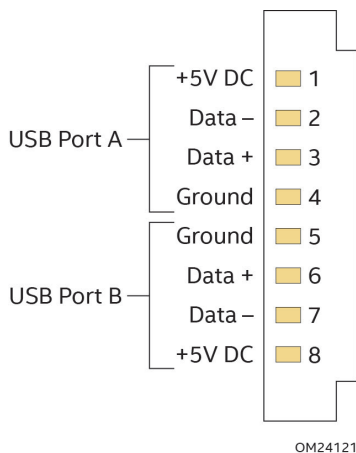 +5V DC 1
Data – 2
USB Port A
Data + 3
Ground 4
Ground 5
Data + 6
USB Port B
Data – 7
+5V DC 8
OM24121